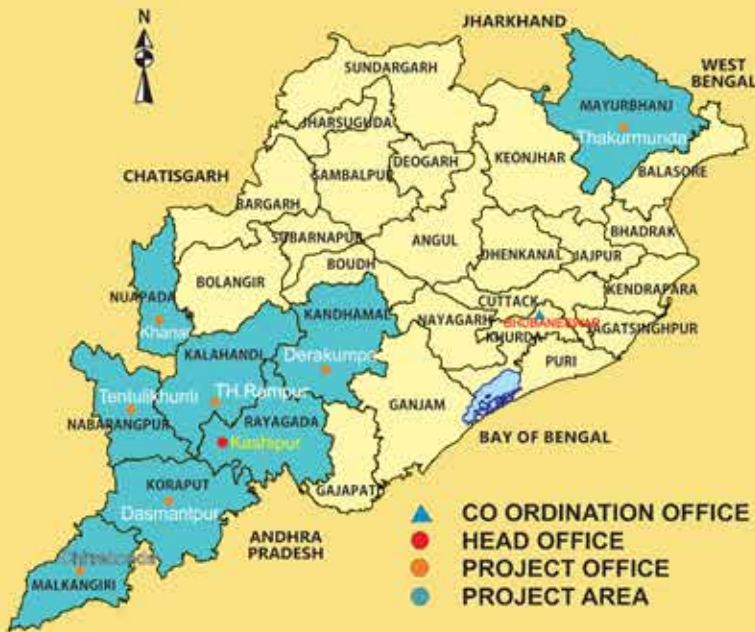 N
JHARKHAND
WEST
BENGAL
SUNDARGARH
MAYURBHANJ
Thakurmunda
JHARSUGUDA
DEOGARH
KEONJHAR
BALASORE
CHATISGARH
SAMBALPUR
BARGARH
BHADRAK
SUBARNAPUR
ANGUL
DHENKANAL
JAJPUR
BOLANGIR
BOUDH
KENDRAPARA
NUAPADA
KANDHAMAL
CUTTACK
Khariar
NAYAGARH
BHUBANESWAR
JAGATSINGHPUR
KHURDA
KALAHANDI
Derakumpa
PURI
Tentulikhunti
TH.Rampur
GANJAM
NABARANGPUR
RAYAGADA
Kashipur
BAY OF BENGAL
KORAPUT
GAJAPATI
Dasmantpur
ANDHRA
PRADESH
MALKANGIRI
CO ORDINATION OFFICE
HEAD OFFICE
PROJECT OFFICE
PROJECT AREA